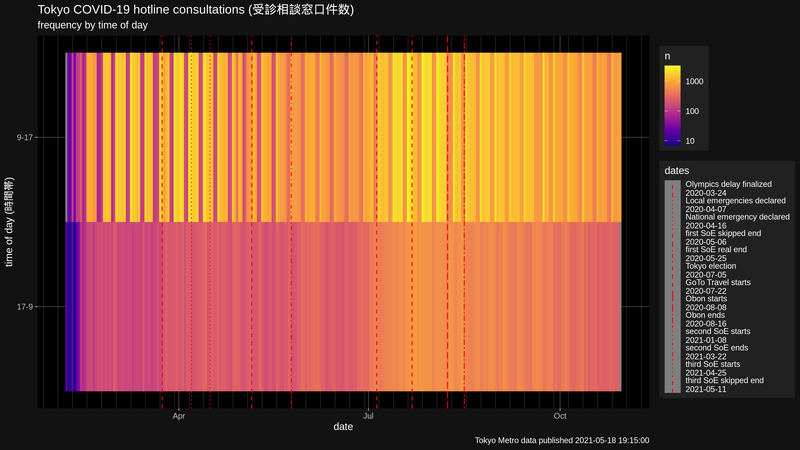 Tokyo COVID-19 hotline consultations (受診相談窓口件数)
frequency by time of day
9-17
17-9
time of day (時間帯)
Apr
Jul
Oct
date
n
1000
100
10
dates
Olympics delay finalized
2020-03-24
Local emergencies declared
2020-04-07
National emergency declared
2020-04-16
first SoE skipped end
2020-05-06
first SoE real end
2020-05-25
Tokyo election
2020-07-05
GoTo Travel starts
2020-07-22
Obon starts
2020-08-08
Obon ends
2020-08-16
second SoE starts
2021-01-08
second SoE ends
2021-03-22
third SoE starts
2021-04-25
third SoE skipped end
2021-05-11
Tokyo Metro data published 2021-05-18 19:15:00